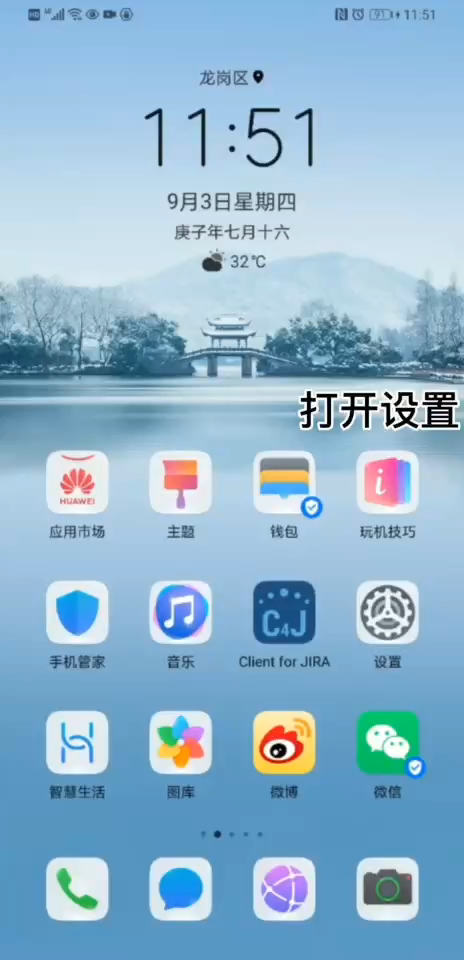 HD
11:51
龙岗区
11:51
9月3日星期四
庚子年七月十六
32℃
打开设置
HUAWEI
应用市场
主题
钱包
玩机技巧
C4J
手机管家
音乐
Client for JIRA
设置
智慧生活
图库
微博
微信